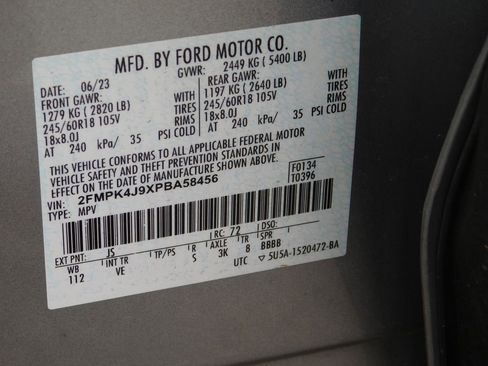 MFD. BY FORD MOTOR CO.
DATE: 06/23 GVWR: 2449 KG ( 5400 LB)
FRONT GAWR: REAR GAWR:
1279 KG ( 2820 LB) 1197 KG ( 2640 LB)
245/60R18 105V TIRES 245/60R18 105V TIRES
18x8.0J RIMS 18x8.0J RIMS
AT 240 kPa/ 35 PSI COLD AT 240 kPa/ 35 PSI COLD
THIS VEHICLE CONFORMS TO ALL APPLICABLE FEDERAL MOTOR
VEHICLE SAFETY AND THEFT PREVENTION STANDARDS IN
EFFECT ON THE DATE OF MANUFACTURE SHOWN ABOVE.
VIN: 2FMPK4J9XPBA58456 F0134
TYPE: MPV T0396
EXT PNT: JS RC: 72 DSO:
WB INT TR TP/PS R AXLE TR SPR
112 VE S 3K 8 BBBB
UTC ▽ 5U5A-1520472-BA